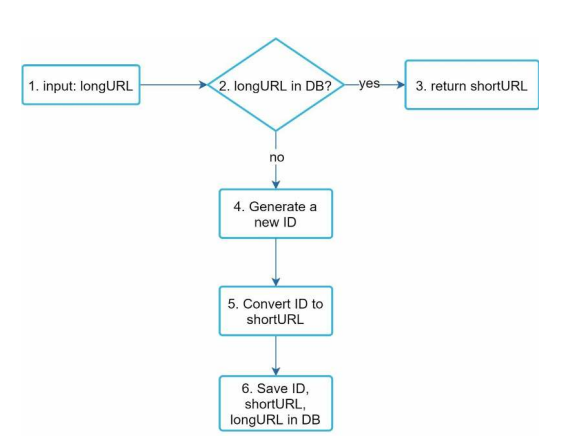 1. input: longURL
2. longURL in DB?
yes
3. return shortURL
no
4. Generate a
new ID
5. Convert ID to
shortURL
6. Save ID,
shortURL,
longURL in DB